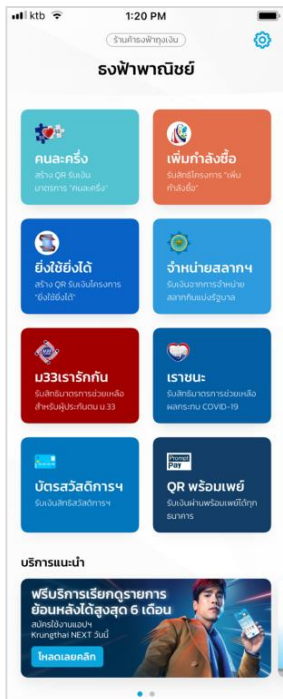 ktb
1:20 PM
ร้านค้าธงฟ้าถุงเงิน
ธงฟ้าพาณิชย์
คนละครึ่ง
สร้าง QR รับเงิน
มาตรการ "คนละครึ่ง"
เพิ่มกำลังซื้อ
รับสิทธิโครงการ "เพิ่ม
กำลังซื้อ"
ยิ่งใช้ยิ่งได้
สร้าง QR รับเงินโครงการ
"ยิ่งใช้ยิ่งได้"
จำหน่ายสลากฯ
รับเงินจากการจำหน่าย
สลากกินแบ่งรัฐบาล
ม33เรารักกัน
รับสิทธิมาตรการช่วยเหลือ
สำหรับผู้ประกันตน ม.33
เราชนะ
รับสิทธิมาตรการช่วยเหลือ
ผลกระทบ COVID-19
บัตรสวัสดิการฯ
รับเงินสิทธิสวัสดิการฯ
Prompt
Pay
QR พร้อมเพย์
รับเงินผ่านพร้อมเพย์ได้ทุก
ธนาคาร
บริการแนะนำ
ฟรีบริการเรียกดูรายการ
ย้อนหลังได้สูงสุด 6 เดือน
สมัครใช้งานแอปฯ
Krungthai NEXT วันนี้
โหลดเลยคลิก